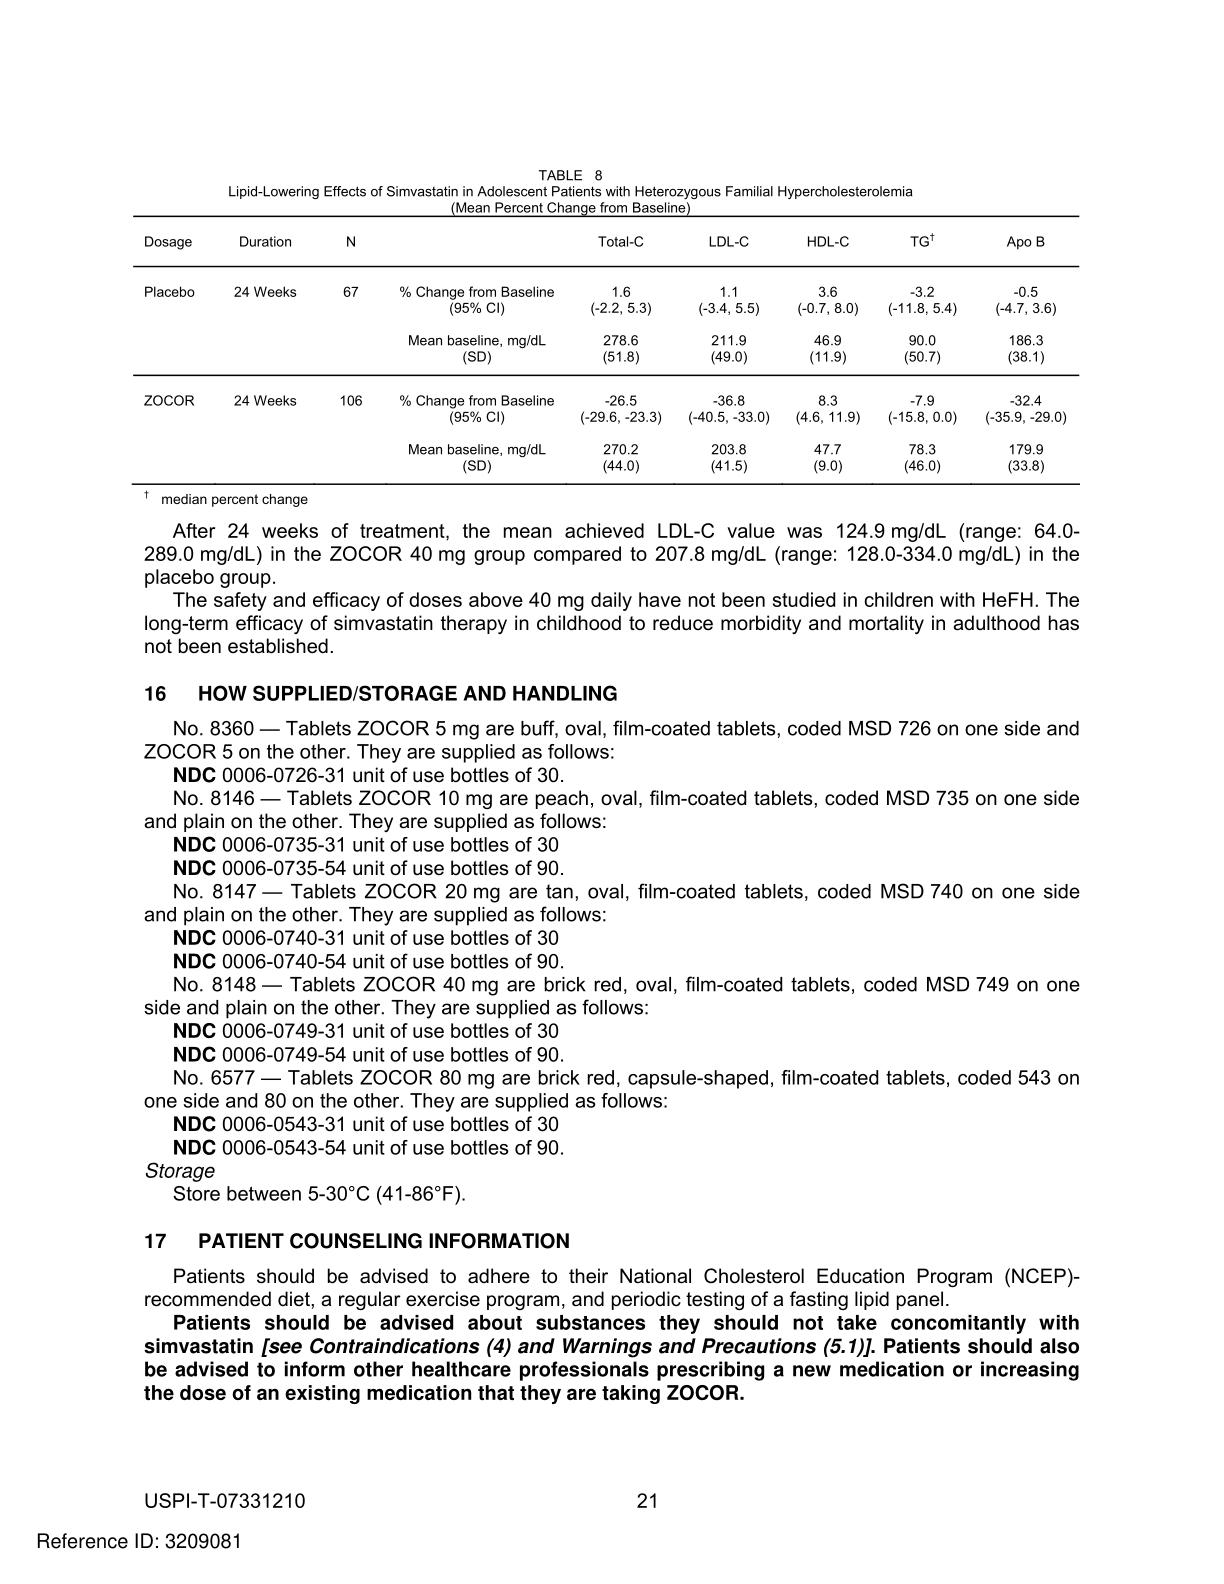 TABLE 8
Lipid-Lowering Effects of Simvastatin in Adolescent Patients with Heterozygous Familial Hypercholesterolemia
(Mean Percent Change from Baseline)
Dosage Duration N Total-C LDL-C HDL-C TG† Apo B
Placebo 24 Weeks 67 % Change from Baseline 1.6 1.1 3.6 -3.2 -0.5
(95% CI) (-2.2, 5.3) (-3.4, 5.5) (-0.7, 8.0) (-11.8, 5.4) (-4.7, 3.6)
Mean baseline, mg/dL 278.6 211.9 46.9 90.0 186.3
(SD) (51.8) (49.0) (11.9) (50.7) (38.1)
ZOCOR 24 Weeks 106 % Change from Baseline -26.5 -36.8 8.3 -7.9 -32.4
(95% CI) (-29.6, -23.3) (-40.5, -33.0) (4.6, 11.9) (-15.8, 0.0) (-35.9, -29.0)
Mean baseline, mg/dL 270.2 203.8 47.7 78.3 179.9
(SD) (44.0) (41.5) (9.0) (46.0) (33.8)
† median percent change
After 24 weeks of treatment, the mean achieved LDL-C value was 124.9 mg/dL (range: 64.0-
289.0 mg/dL) in the ZOCOR 40 mg group compared to 207.8 mg/dL (range: 128.0-334.0 mg/dL) in the
placebo group.
The safety and efficacy of doses above 40 mg daily have not been studied in children with HeFH. The
long-term efficacy of simvastatin therapy in childhood to reduce morbidity and mortality in adulthood has
not been established.
16 HOW SUPPLIED/STORAGE AND HANDLING
No. 8360 — Tablets ZOCOR 5 mg are buff, oval, film-coated tablets, coded MSD 726 on one side and
ZOCOR 5 on the other. They are supplied as follows:
NDC 0006-0726-31 unit of use bottles of 30.
No. 8146 — Tablets ZOCOR 10 mg are peach, oval, film-coated tablets, coded MSD 735 on one side
and plain on the other. They are supplied as follows:
NDC 0006-0735-31 unit of use bottles of 30
NDC 0006-0735-54 unit of use bottles of 90.
No. 8147 — Tablets ZOCOR 20 mg are tan, oval, film-coated tablets, coded MSD 740 on one side
and plain on the other. They are supplied as follows:
NDC 0006-0740-31 unit of use bottles of 30
NDC 0006-0740-54 unit of use bottles of 90.
No. 8148 — Tablets ZOCOR 40 mg are brick red, oval, film-coated tablets, coded MSD 749 on one
side and plain on the other. They are supplied as follows:
NDC 0006-0749-31 unit of use bottles of 30
NDC 0006-0749-54 unit of use bottles of 90.
No. 6577 — Tablets ZOCOR 80 mg are brick red, capsule-shaped, film-coated tablets, coded 543 on
one side and 80 on the other. They are supplied as follows:
NDC 0006-0543-31 unit of use bottles of 30
NDC 0006-0543-54 unit of use bottles of 90.
Storage
Store between 5-30°C (41-86°F).
17 PATIENT COUNSELING INFORMATION
Patients should be advised to adhere to their National Cholesterol Education Program (NCEP)-
recommended diet, a regular exercise program, and periodic testing of a fasting lipid panel.
Patients should be advised about substances they should not take concomitantly with
simvastatin [see Contraindications (4) and Warnings and Precautions (5.1)]. Patients should also
be advised to inform other healthcare professionals prescribing a new medication or increasing
the dose of an existing medication that they are taking ZOCOR.
USPI-T-07331210 21
Reference ID: 3209081